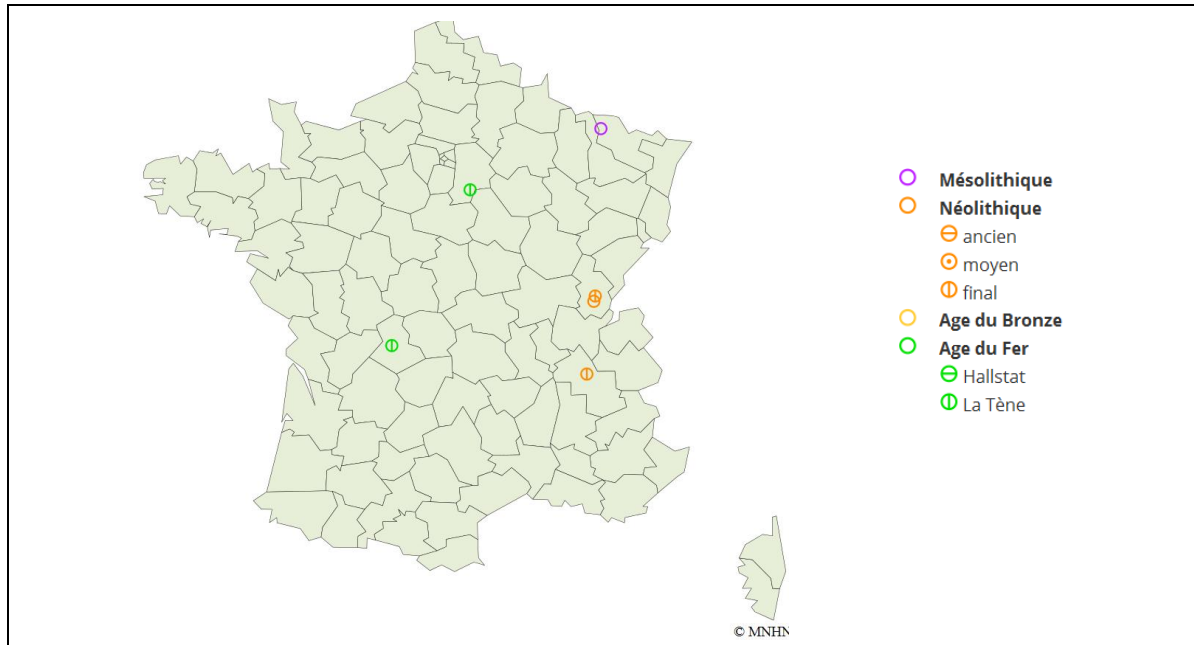 Mésolithique
Néolithique
ancien
moyen
final
Age du Bronze
Age du Fer
Hallstat
La Tène
© MNHN